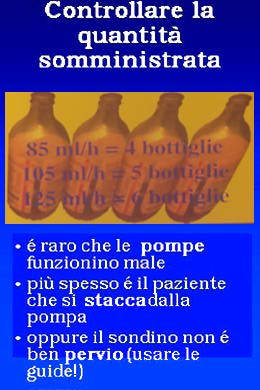 Controllare la
quantità
somministrata
85 ml/h = 4 bottiglie
105 ml/h = 5 bottiglie
125 ml/h = 6 bottiglie
• é raro che le pompe
funzionino male
• più spesso é il paziente
che si stacca dalla
pompa
• oppure il sondino non é
ben pervio (usare le
guide!)